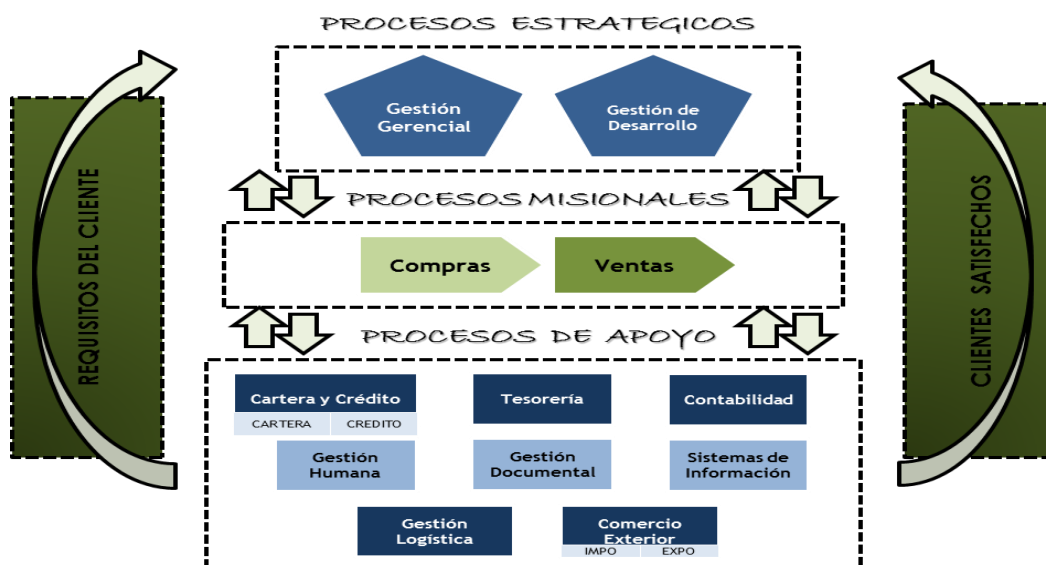 PROCESOS ESTRATEGICOS
Gestión
Gerencial
Gestión de
Desarrollo
REQUISITOS DEL CLIENTE
PROCESOS MISIONALES
Compras
Ventas
CLIENTES SATISFECHOS
PROCESOS DE APOYO
Cartera y Crédito
CARTERA
CREDITO
Tesorería
Contabilidad
Gestión
Humana
Gestión
Documental
Sistemas de
Información
Gestión
Logística
Comercio
Exterior
IMPO
EXPO